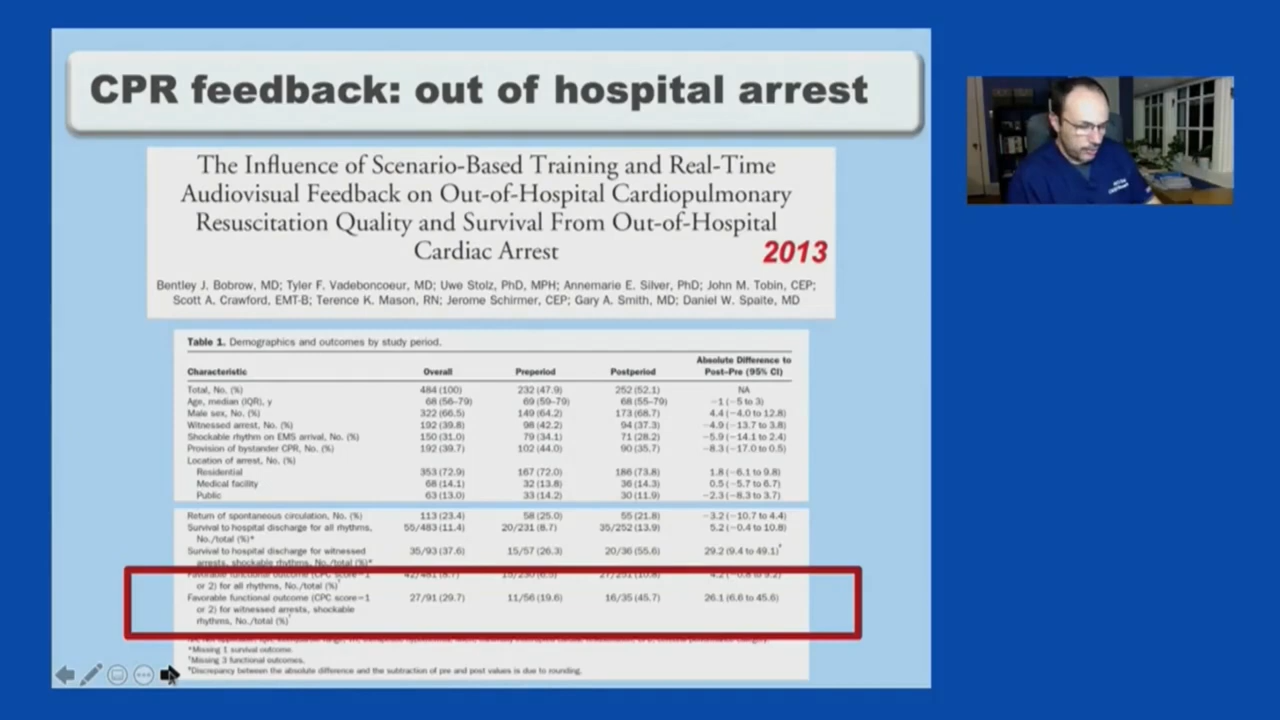 CPR feedback: out of hospital arrest
The Influence of Scenario-Based Training and Real-Time
Audiovisual Feedback on Out-of-Hospital Cardiopulmonary
Resuscitation Quality and Survival From Out-of-Hospital
Cardiac Arrest
2013
Bentley J. Bobrow, MD; Tyler F. Vadeboncoeur, MD; Uwe Stolz, PhD, MPH; Annemarie E. Silver, PhD; John M. Tobin, CEP;
Scott A. Crawford, EMT-B; Terence K. Mason, RN; Jerome Schirmer, CEP; Gary A. Smith, MD; Daniel W. Spaite, MD
Table 1. Demographics and outcomes by study period.
Absolute Difference to
Characteristic Overall Preperiod Postperiod Post–Pre (95% CI)
Total, No. (%) 484 (100) 232 (47.9) 252 (52.1) NA
Age, median (IQR), y 68 (56–79) 69 (59–79) 68 (55–79) −1 (−5 to 3)
Male sex, No. (%) 322 (66.5) 149 (64.2) 173 (68.7) 4.4 (−4.0 to 12.8)
Witnessed arrest, No. (%) 192 (39.8) 98 (42.2) 94 (37.3) −4.9 (−13.7 to 3.8)
Shockable rhythm on EMS arrival, No. (%) 150 (31.0) 79 (34.1) 71 (28.2) −5.9 (−14.1 to 2.4)
Provision of bystander CPR, No. (%) 192 (39.7) 102 (44.0) 90 (35.7) −8.3 (−17.0 to 0.5)
Location of arrest, No. (%)
Residential 353 (72.9) 167 (72.0) 186 (73.8) 1.8 (−6.1 to 9.8)
Medical facility 68 (14.1) 32 (13.8) 36 (14.3) 0.5 (−5.7 to 6.7)
Public 63 (13.0) 33 (14.2) 30 (11.9) −2.3 (−8.3 to 3.7)
Return of spontaneous circulation, No. (%) 113 (23.4) 58 (25.0) 55 (21.8) −3.2 (−10.7 to 4.4)
Survival to hospital discharge for all rhythms, 55/483 (11.4) 20/231 (8.7) 35/252 (13.9) 5.2 (−0.4 to 10.8)
No./total (%)*
Survival to hospital discharge for witnessed 35/93 (37.6) 15/57 (26.3) 20/36 (55.6) 29.2 (9.4 to 49.1)
arrests, shockable rhythms, No./total (%)*
Favorable functional outcome (CPC score=1
or 2) for all rhythms, No./total (%)†
Favorable functional outcome (CPC score=1 27/91 (29.7) 11/56 (19.6) 16/35 (45.7) 26.1 (6.6 to 45.6)
or 2) for witnessed arrests, shockable
rhythms, No./total (%)†
*Missing 1 survival outcome.
†Missing 3 functional outcomes.
Discrepancy between the absolute difference and the subtraction of pre and post values is due to rounding.